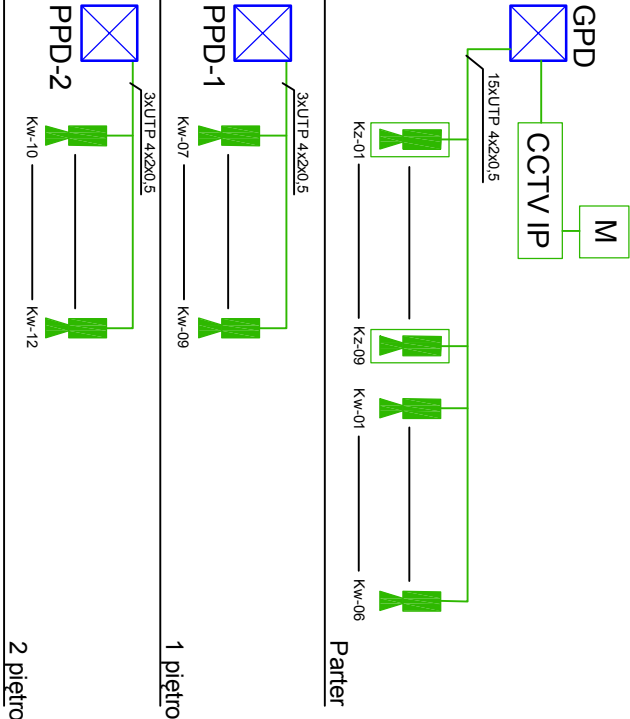 GPD
CCTV IP
M
15xUTP 4x2x0,5
Kz-01
Kz-09
Kw-01
Kw-06
Parter
PPD-1
3xUTP 4x2x0,5
Kw-07
Kw-09
1 piętro
PPD-2
3xUTP 4x2x0,5
Kw-10
Kw-12
2 piętro